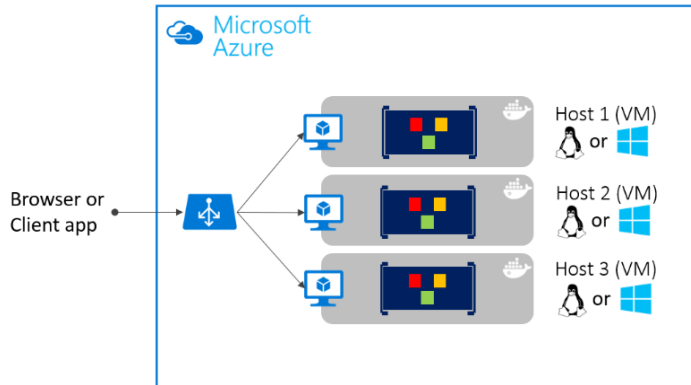 Microsoft
Azure
Host 1 (VM)
or
Browser or
Client app
Host 2 (VM)
or
Host 3 (VM)
or